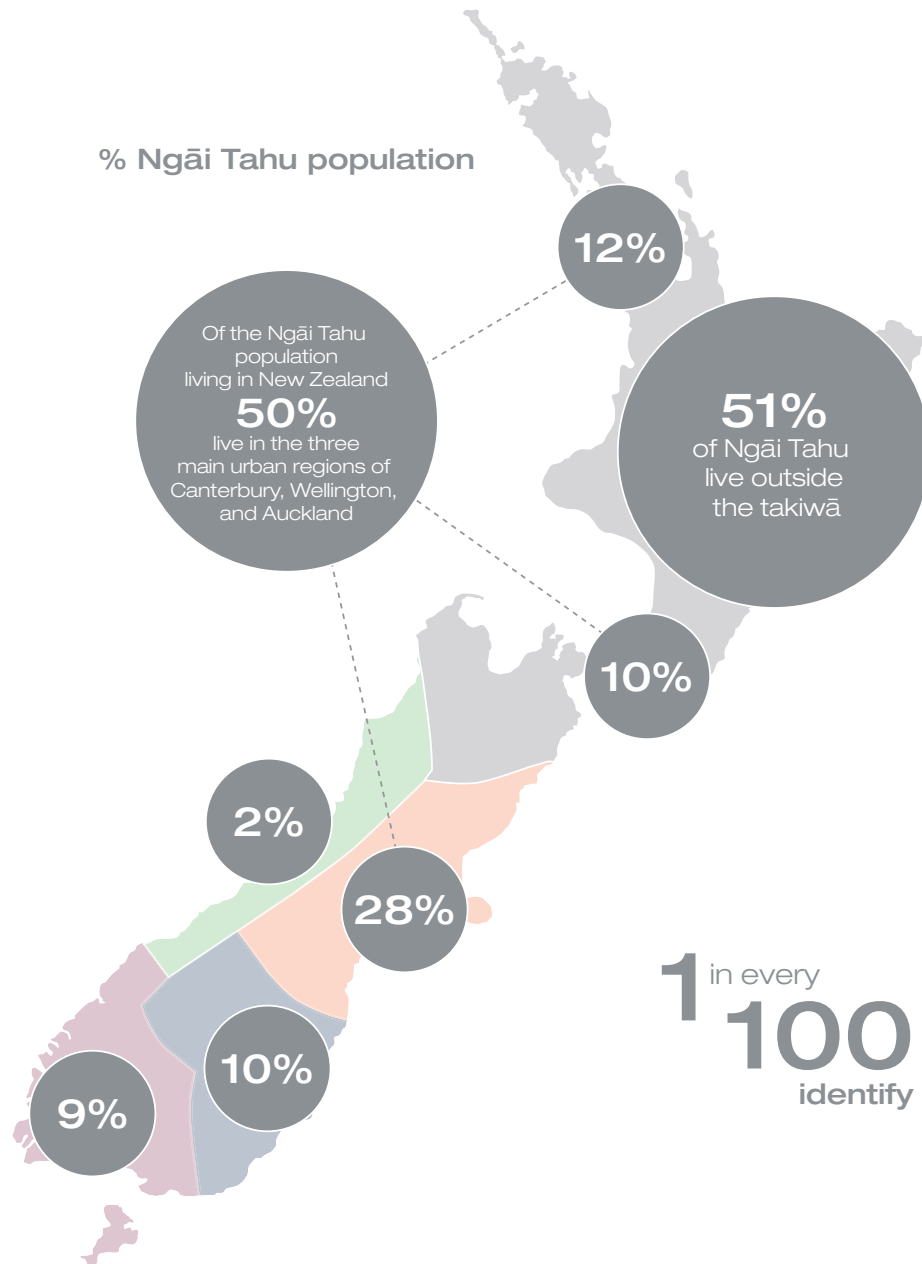 % Ngāi Tahu population
12%
Of the Ngāi Tahu
population
living in New Zealand
50%
live in the three
main urban regions of
Canterbury, Wellington,
and Auckland
51%
of Ngāi Tahu
live outside
the takiwā
10%
2%
28%
1 in every
100
identify
10%
9%